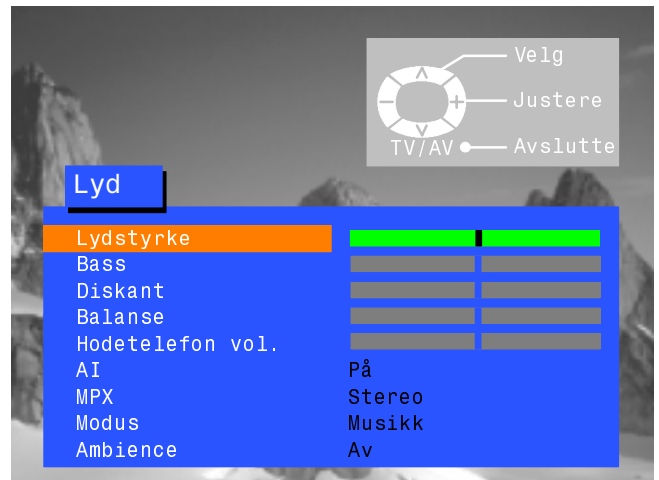 Velg
Justere
TV/AV Avslutte
Lyd
Lydstyrke
Bass
Diskant
Balanse
Hodetelefon vol.
AI På
MPX Stereo
Modus Musikk
Ambience Av